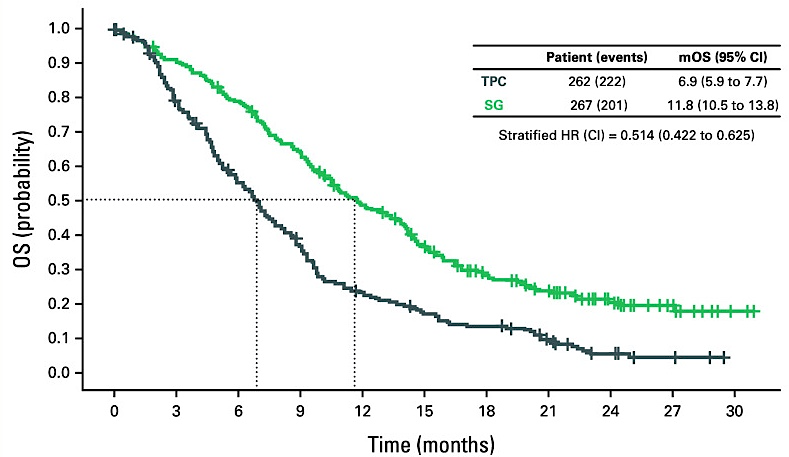 Patient (events) mOS (95% CI)
TPC 262 (222) 6.9 (5.9 to 7.7)
SG 267 (201) 11.8 (10.5 to 13.8)
Stratified HR (CI) = 0.514 (0.422 to 0.625)
OS (probability)
1.0
0.9
0.8
0.7
0.6
0.5
0.4
0.3
0.2
0.1
0.0
0 3 6 9 12 15 18 21 24 27 30
Time (months)